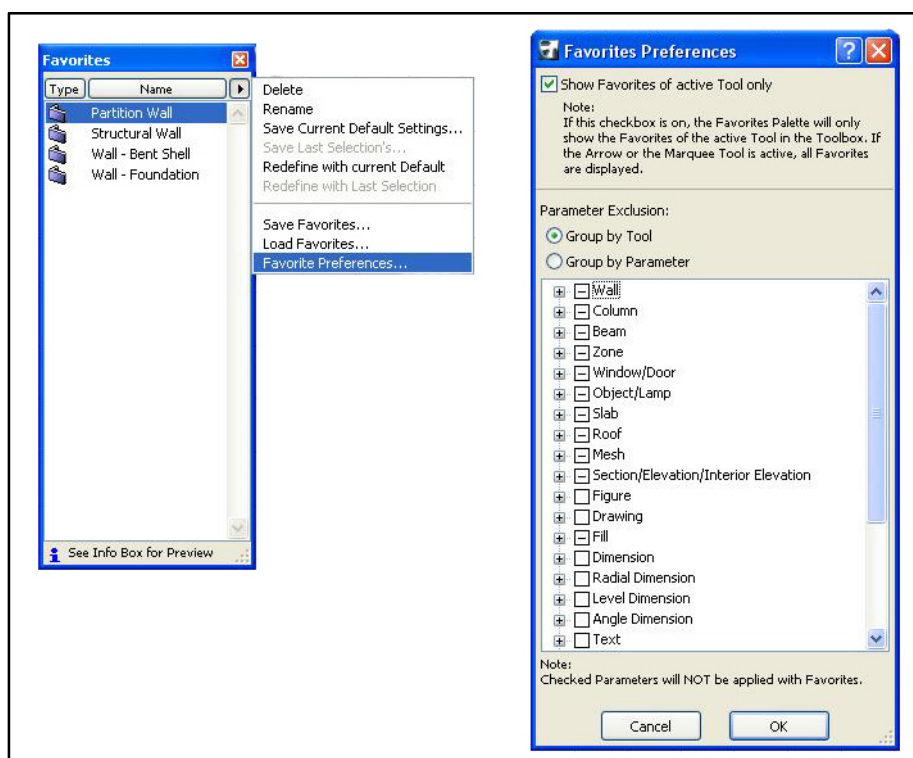 Favorites
Type Name
Partition Wall
Structural Wall
Wall - Bent Shell
Wall - Foundation
See Info Box for Preview
Delete
Rename
Save Current Default Settings...
Save Last Selection's...
Redefine with current Default
Redefine with Last Selection
Save Favorites...
Load Favorites...
Favorite Preferences...
Favorites Preferences
Show Favorites of active Tool only
Note:
If this checkbox is on, the Favorites Palette will only
show the Favorites of the active Tool in the Toolbox. If
the Arrow or the Marquee Tool is active, all Favorites
are displayed.
Parameter Exclusion:
Group by Tool
Group by Parameter
Wall
Column
Beam
Zone
Window/Door
Object/Lamp
Slab
Roof
Mesh
Section/Elevation/Interior Elevation
Figure
Drawing
Fill
Dimension
Radial Dimension
Level Dimension
Angle Dimension
Text
Note:
Checked Parameters will NOT be applied with Favorites.
Cancel OK